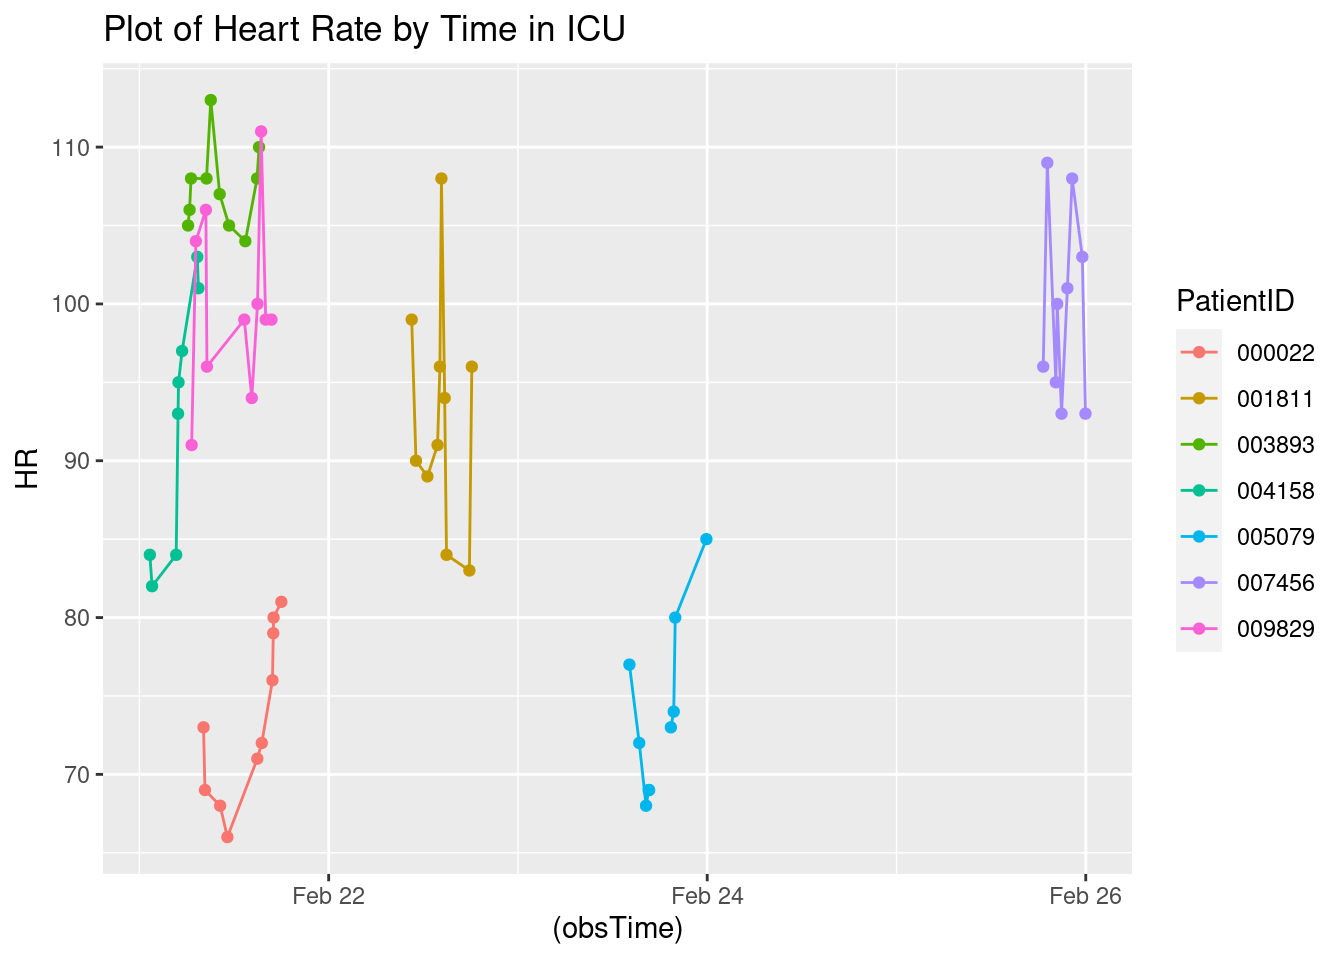 Plot of Heart Rate by Time in ICU
110
100
90
80
70
HR
Feb 22
Feb 24
Feb 26
(obsTime)
PatientID
000022
001811
003893
004158
005079
007456
009829